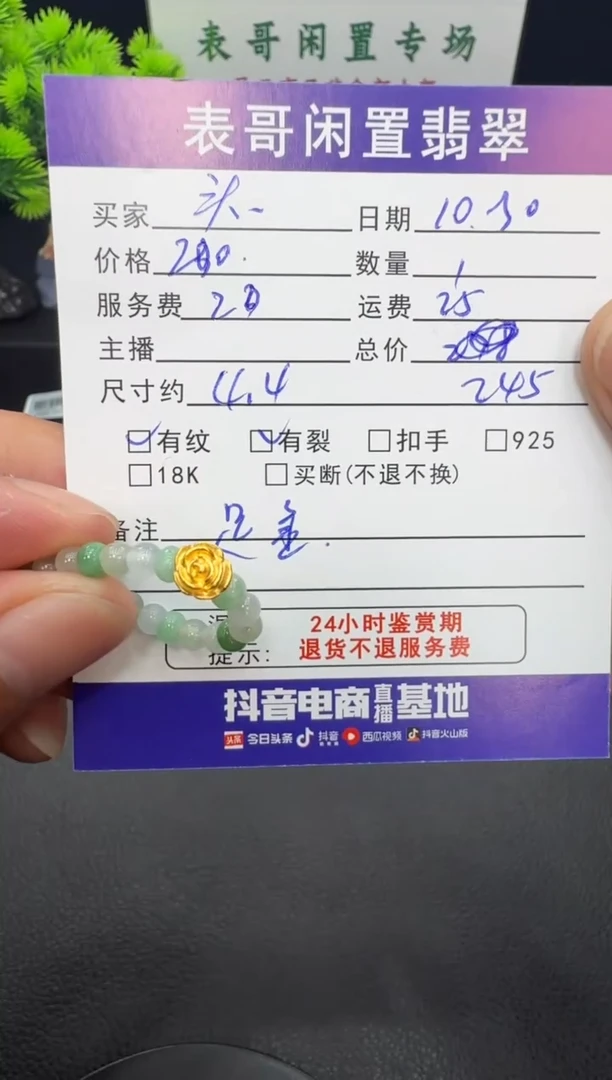 表哥闲置专场
表哥闲置翡翠
买家 头一 日期 10.30
价格 200. 数量 1
服务费 20 运费 25
主播 总价
尺寸约 4.4 245
☑有纹 ☑有裂 ☐扣手 ☐925
☐18K ☐买断(不退不换)
备注 足金.
24小时鉴赏期
提示: 退货不退服务费
抖音电商直播基地
头条 今日头条 抖音 西瓜视频 抖音火山版